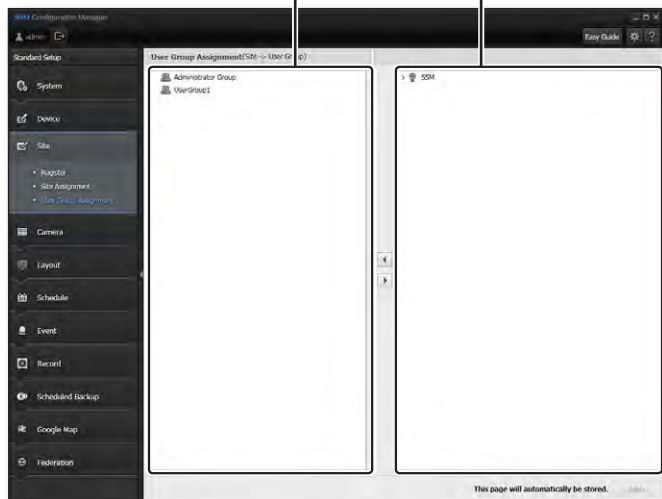 SSM Configuration Manager
admin
Easy Guide
?
Standard Setup
User Group Assignment(Site -> User Group)
System
Device
Site
• Register
• Site Assignment
• User Group Assignment
Camera
Layout
Schedule
Event
Record
Scheduled Backup
Google Map
Federation
Administrator Group
UserGroup1
SSM
This page will automatically be stored.